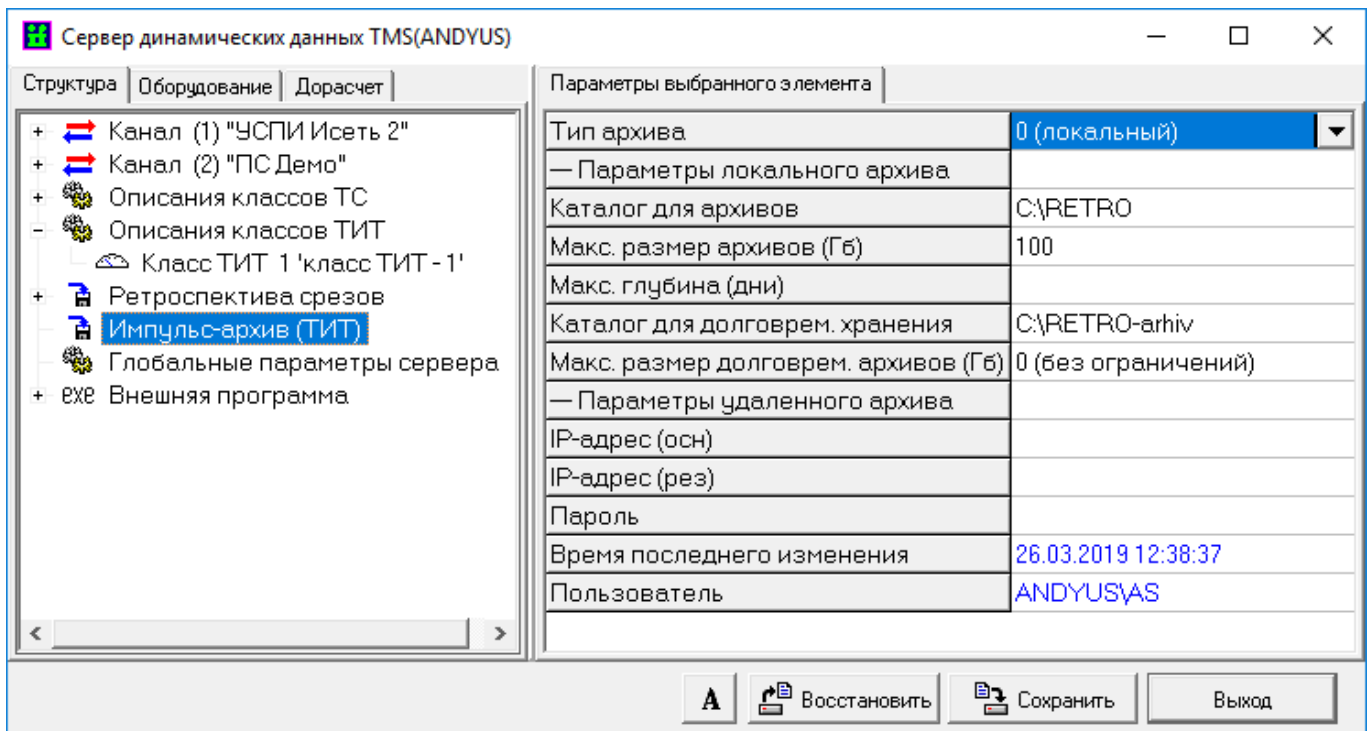 Сервер динамических данных TMS(ANDYUS)
Структура Оборудование Дорасчет
Канал (1) "УСПИ Исеть 2"
Канал (2) "ПС Демо"
Описания классов ТС
Описания классов ТИТ
Класс ТИТ 1 'класс ТИТ - 1'
Ретроспектива срезов
Импульс-архив (ТИТ)
Глобальные параметры сервера
exe Внешняя программа
Параметры выбранного элемента
Тип архива 0 (локальный)
— Параметры локального архива
Каталог для архивов C:\RETRO
Макс. размер архивов (Гб) 100
Макс. глубина (дни)
Каталог для долговрем. хранения C:\RETRO-arhiv
Макс. размер долговрем. архивов (Гб) 0 (без ограничений)
— Параметры удаленного архива
IP-адрес (осн)
IP-адрес (рез)
Пароль
Время последнего изменения 26.03.2019 12:38:37
Пользователь ANDYUS\AS
A Восстановить Сохранить Выход